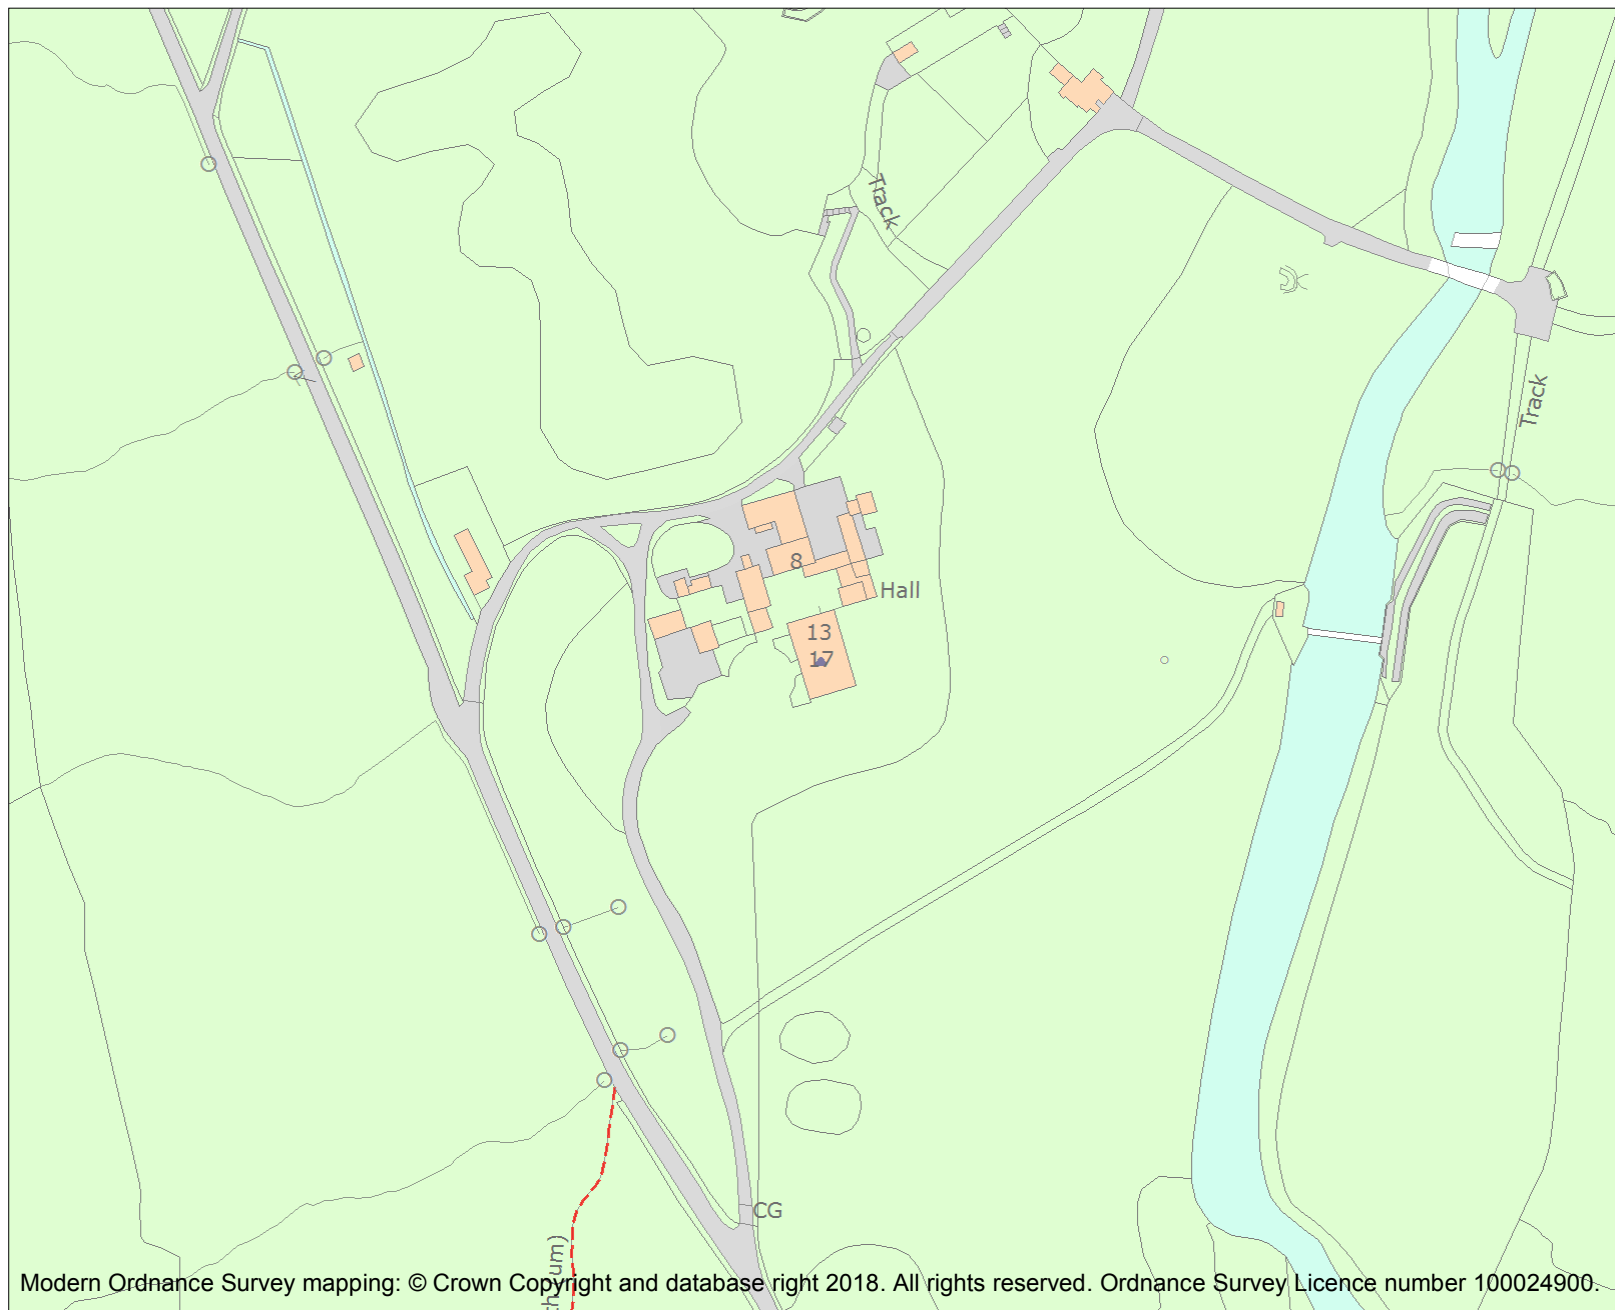 Track
Track
8
Hall
13
17
CG
um)
Modern Ordnance Survey mapping: © Crown Copyright and database right 2018. All rights reserved. Ordnance Survey Licence number 100024900.